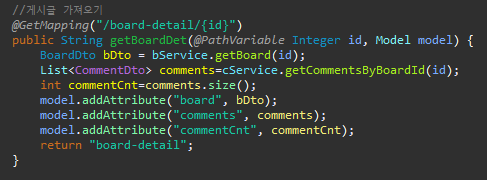 //게시글 가져오기
@GetMapping("/board-detail/{id}")
public String getBoardDet(@PathVariable Integer id, Model model) {
    BoardDto bDto = bService.getBoard(id);
    List<CommentDto> comments=cService.getCommentsByBoardId(id);
    int commentCnt=comments.size();
    model.addAttribute("board", bDto);
    model.addAttribute("comments", comments);
    model.addAttribute("commentCnt", commentCnt);
    return "board-detail";
}